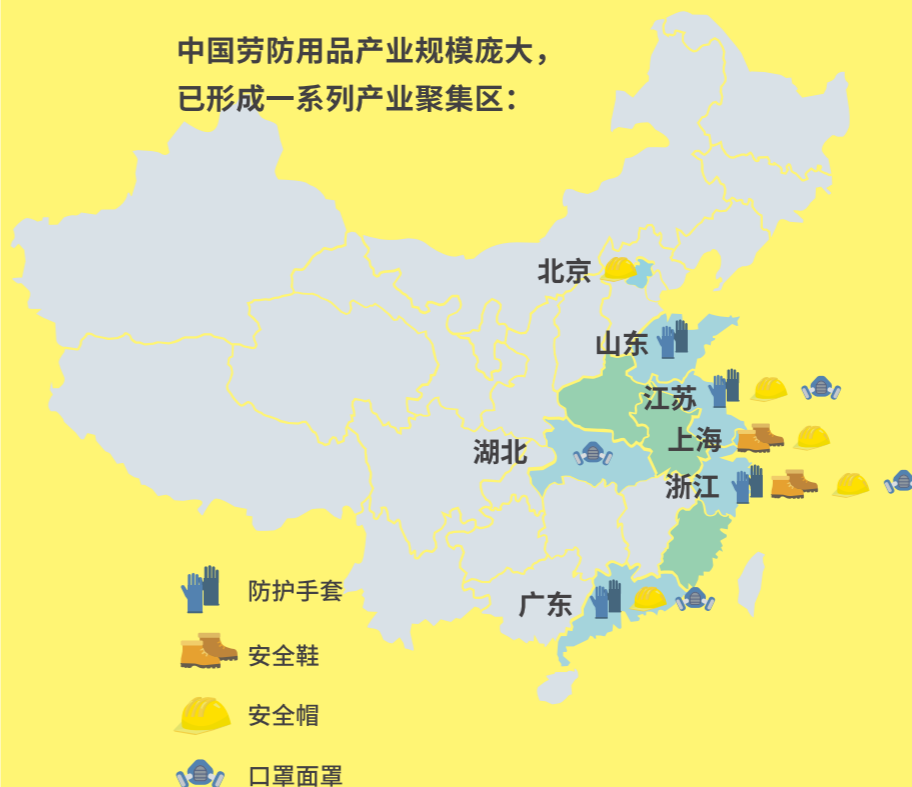 中国劳防用品产业规模庞大，
已形成一系列产业聚集区：
北京
山东
江苏
上海
湖北
浙江
广东
防护手套
安全鞋
安全帽
口罩面罩